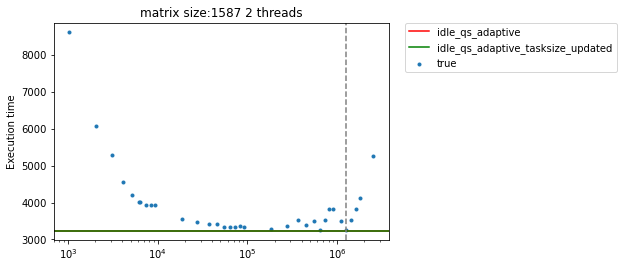 matrix size:1587 2 threads
Execution time
8000
7000
6000
5000
4000
3000
10³
10⁴
10⁵
10⁶
idle_qs_adaptive
idle_qs_adaptive_tasksize_updated
true